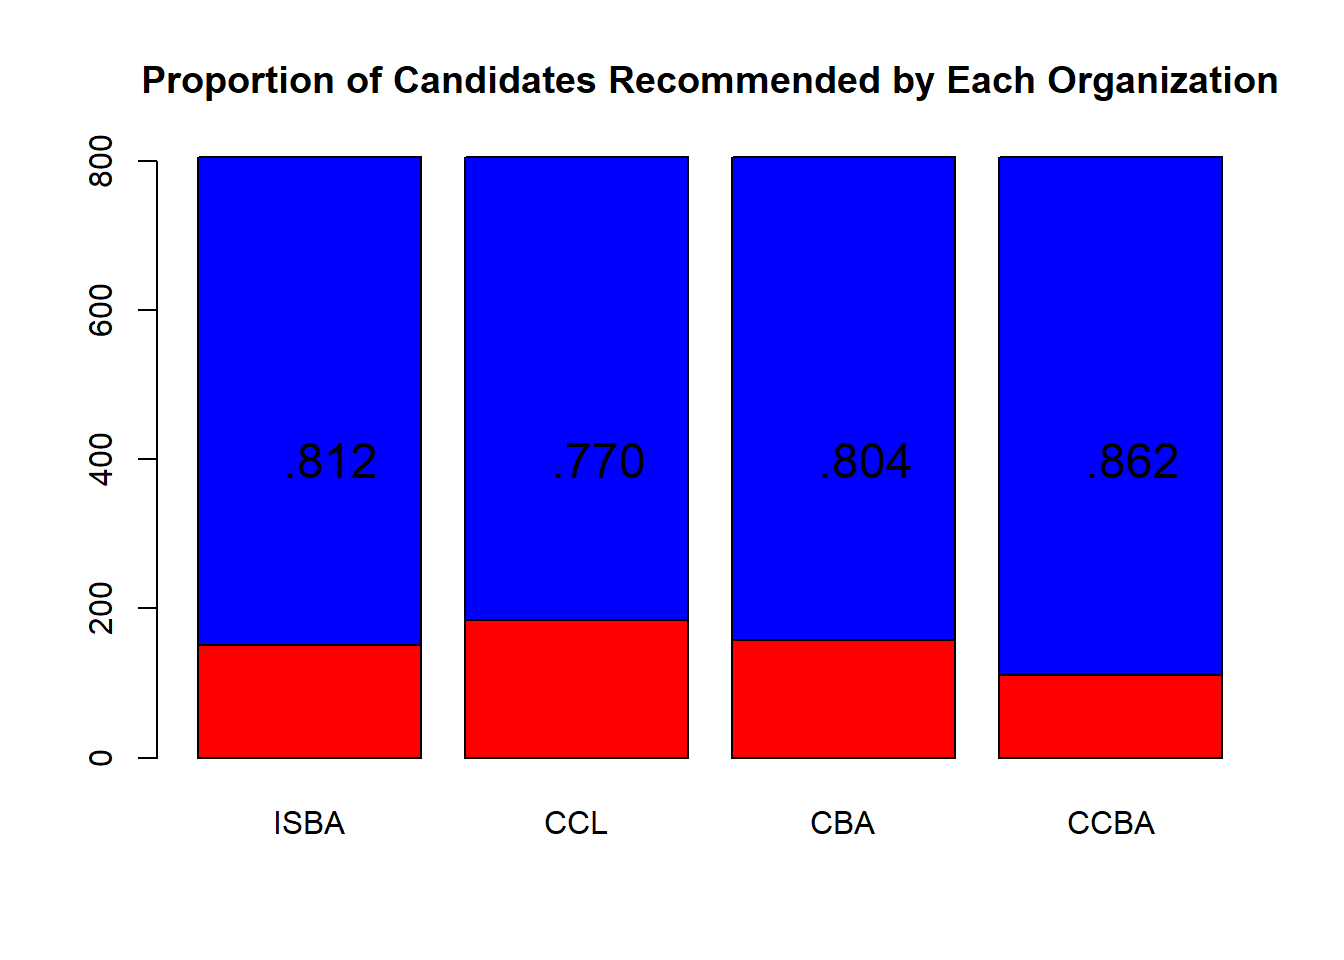 Proportion of Candidates Recommended by Each Organization
800
600
400
200
0
.812 .770 .804 .862
ISBA CCL CBA CCBA